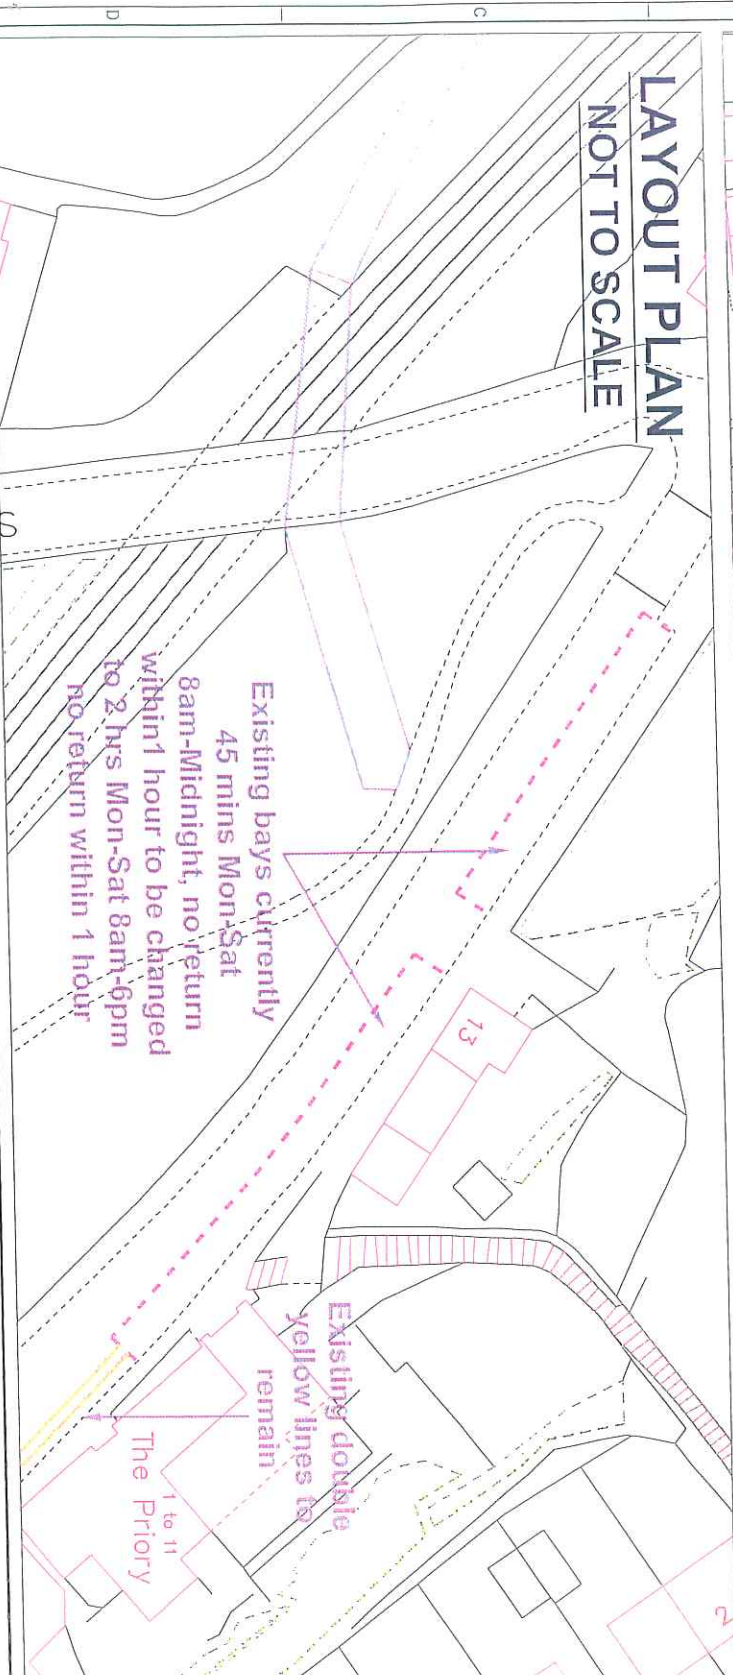 LAYOUT PLAN
NOT TO SCALE
C
D
S
Existing bays currently
45 mins Mon-Sat
8am-Midnight, no return
within1 hour to be changed
to 2 hrs Mon-Sat 8am-6pm
no return within 1 hour
13
Existing double
yellow lines to
remain
1 to 11
The Priory
2